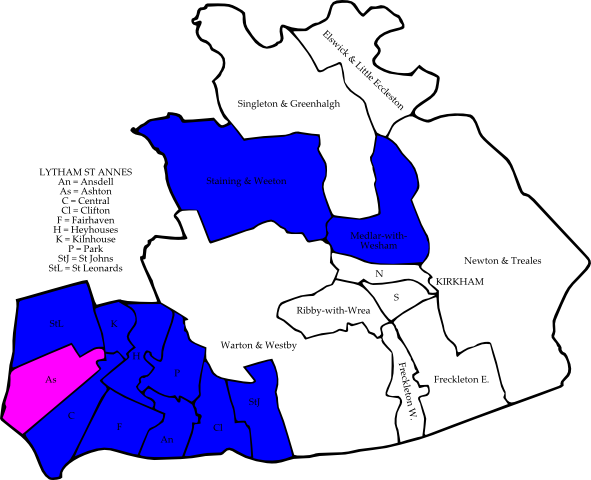 Elswick & Little Eccleston
Singleton & Greenhalgh
LYTHAM ST ANNES
An = Ansdell
As = Ashton
C = Central
Cl = Clifton
F = Fairhaven
H = Heyhouses
K = Kilnhouse
P = Park
StJ = St Johns
StL = St Leonards
Staining & Weeton
Medlar-with-
Wesham
Newton & Treales
N
KIRKHAM
S
Ribby-with-Wrea
StL
K
H
Warton & Westby
As
P
Freckleton W.
Freckleton E.
C
F
An
Cl
StJ